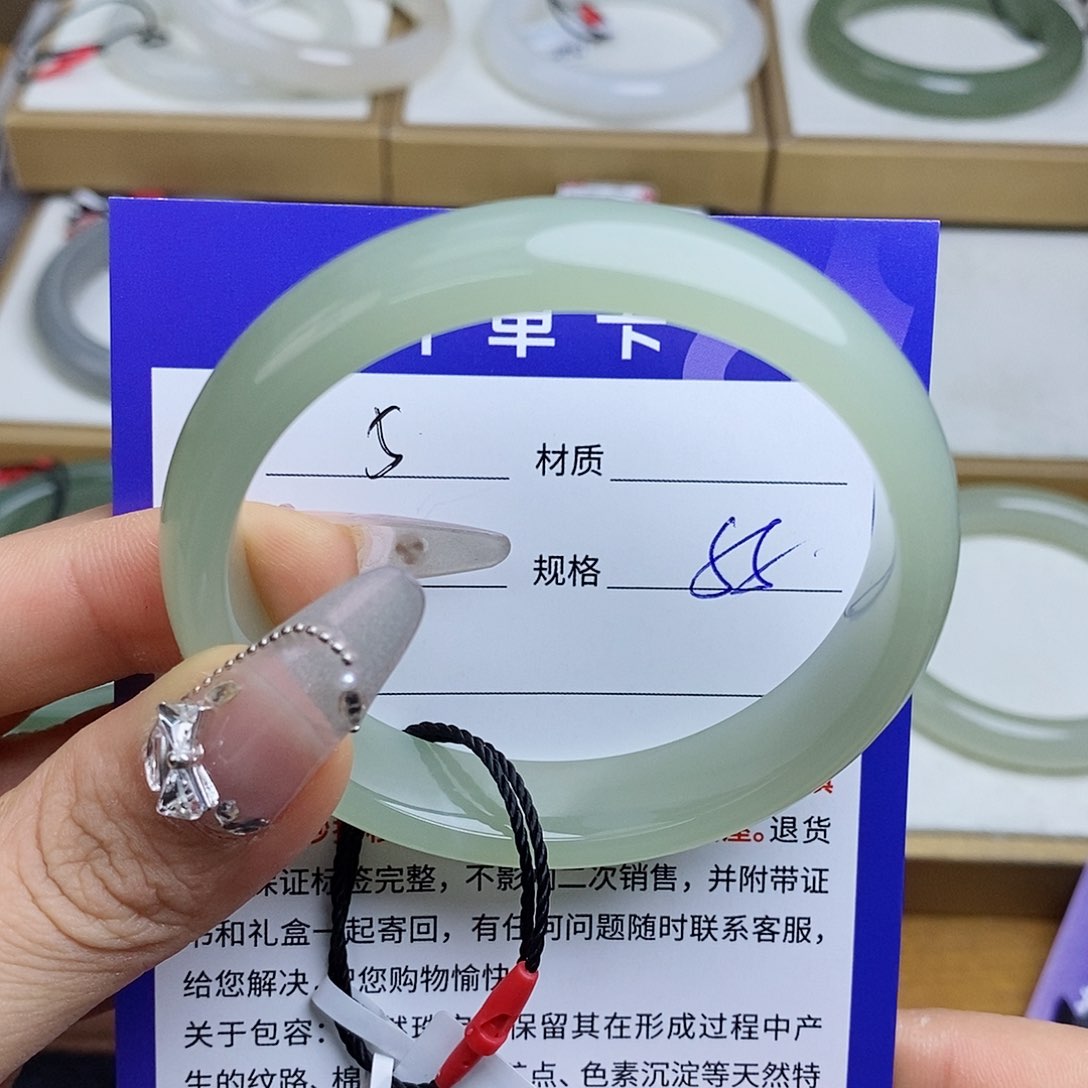 单卡
5 材质
规格
退货
证标签完整，不影 二次销售，并附带证
和礼盒一起寄回，有任何问题随时联系客服，
给您解决 您购物愉快
关于包容： 保留其在形成过程中产
生的纹路、棉 点、色素沉淀等天然特